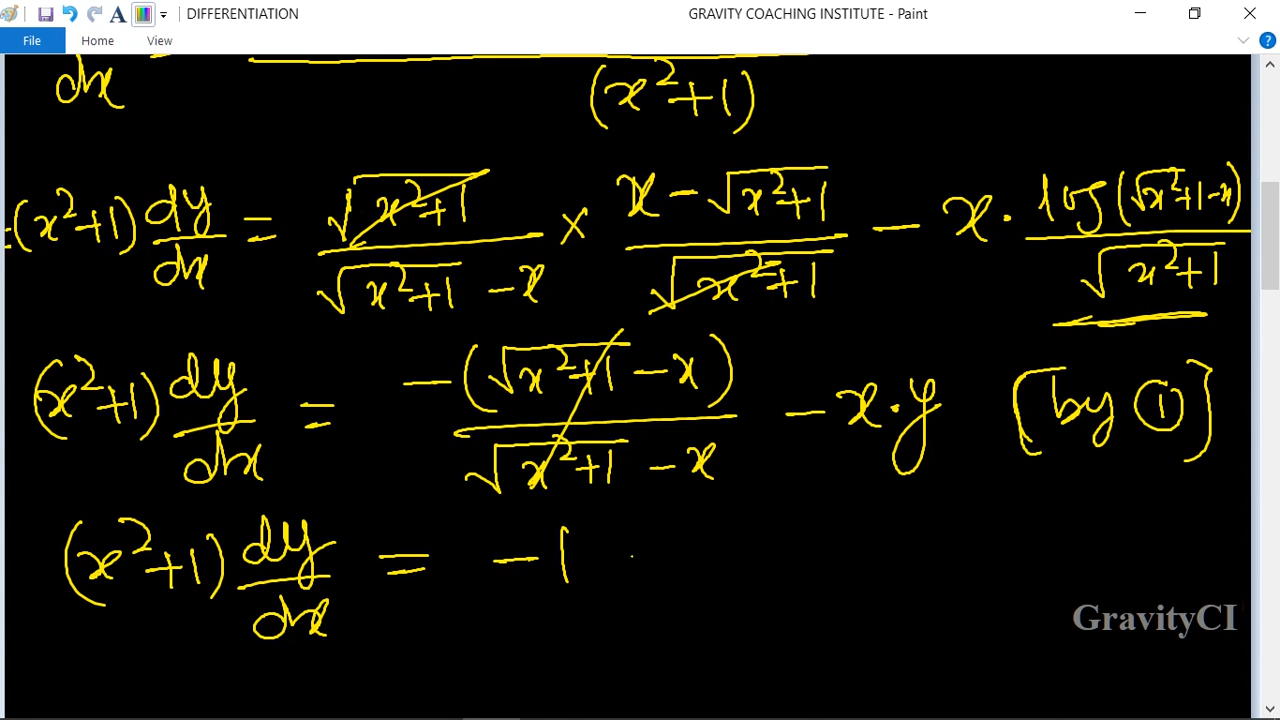 DIFFERENTIATION GRAVITY COACHING INSTITUTE - Paint
File Home View
dx (x²+1)
(x²+1) dy/dx = √(x²+1)/(√(x²+1) - x) × (x - √(x²+1))/√(x²+1) - x · log(√(x²+1) - x)/√(x²+1)
(x²+1) dy/dx = -(√(x²+1) - x)/(√(x²+1) - x) - x·y [by ①]
(x²+1) dy/dx = -1
GravityCI